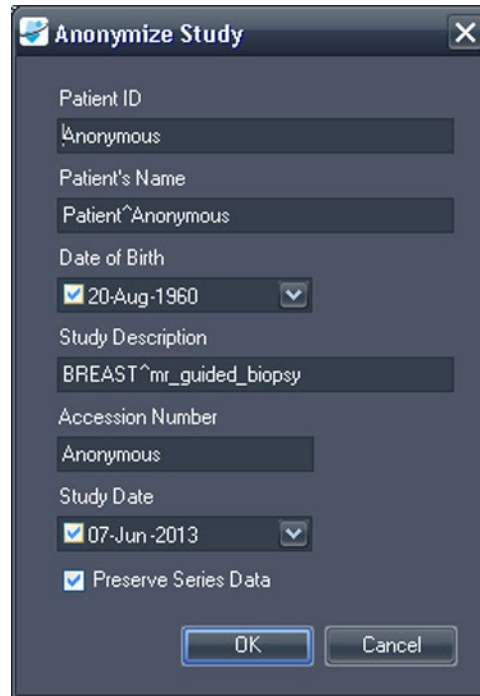 Anonymize Study
Patient ID
Anonymous
Patient's Name
Patient^Anonymous
Date of Birth
20-Aug-1960
Study Description
BREAST^mr_guided_biopsy
Accession Number
Anonymous
Study Date
07-Jun-2013
Preserve Series Data
OK Cancel